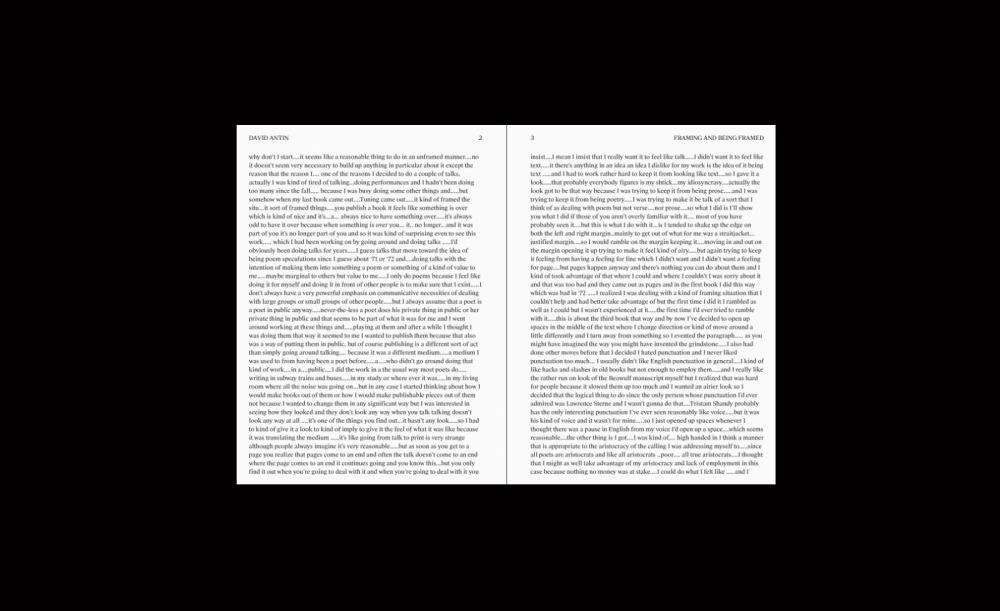 DAVID ANTIN 2
why don't I start....it seems like a reasonable thing to do in an unframed manner....no
it doesn't seem very necessary to build up anything in particular about it except the
reason that the reason I.... one of the reasons I decided to do a couple of talks,
actually I was kind of tired of talking...doing performances and I hadn't been doing
too many since the fall..... because I was busy doing some other things and.....but
somehow when my last book came out....Tuning came out.....it kind of framed the
situ...it sort of framed things.....you publish a book it feels like something is over
which is kind of nice and it's...a... always nice to have something over.....it's always
odd to have it over because when something is over you... it.. no longer...and it was
part of you it's no longer part of you and so it was kind of surprising even to see this
work..... which I had been working on by going around and doing talks .....I'd
obviously been doing talks for years.....I guess talks that move toward the idea of
being poem speculations since I guess about '71 or '72 and....doing talks with the
intention of making them into something a poem or something of a kind of value to
me.....maybe marginal to others but value to me.....I only do poems because I feel like
doing it for myself and doing it in front of other people is to make sure that I exist.....I
don't always have a very powerful emphasis on communicative necessities of dealing
with large groups or small groups of other people.....but I always assume that a poet is
a poet in public anyway.....never-the-less a poet does his private thing in public or her
private thing in public and that seems to be part of what it was for me and I went
around working at these things and.....playing at them and after a while I thought I
was doing them that way it seemed to me I wanted to publish them because that also
was a way of putting them in public, but of course publishing is a different sort of act
than simply going around talking.... because it was a different medium.....a medium I
was used to from having been a poet before.....a.....who didn't go around doing that
kind of work....in a...,public....I did the work in a the usual way most poets do.....
writing in subway trains and buses.....in my study or where ever it was.....in my living
room where all the noise was going on...but in any case I started thinking about how I
would make books out of them or how I would make publishable pieces out of them
not because I wanted to change them in any significant way but I was interested in
seeing how they looked and they don't look any way when you talk talking doesn't
look any way at all .....it's one of the things you find out...it hasn't any look.....so I had
to kind of give it a look to kind of imply to give it the feel of what it was like because
it was translating the medium .....it's like going from talk to print is very strange
although people always imagine it's very reasonable.....but as soon as you get to a
page you realize that pages come to an end and often the talk doesn't come to an end
where the page comes to an end it continues going and you know this...but you only
find it out when you're going to deal with it and when you're going to deal with it you
3 FRAMING AND BEING FRAMED
insist....I mean I insist that I really want it to feel like talk.....I didn't want it to feel like
text.....it there's anything in an idea an idea I dislike for my work is the idea of it being
text .....and I had to work rather hard to keep it from looking like text...so I gave it a
look....that probably everybody figures is my shtick...my idiosyncrasy....actually the
look got to be that way because I was trying to keep it from being prose.....and I was
trying to keep it from being poetry.....I was trying to make it be talk of a sort that I
think of as dealing with poem but not verse....nor prose....so what I did is I'll show
you what I did if those of you aren't overly familiar with it.... most of you have
probably seen it....but this is what I do with it...is I tended to shake up the edge on
both the left and right margin...mainly to get out of what for me was a straitjacket...
justified margin....so I would ramble on the margin keeping it....moving in and out on
the margin opening it up trying to make it feel kind of airy.....but again trying to keep
it feeling from having a feeling for line which I didn't want and I didn't want a feeling
for page.....but pages happen anyway and there's nothing you can do about them and I
kind of took advantage of that where I could and where I couldn't I was sorry about it
and that was too bad and they came out as pages and in the first book I did this way
which was bad in '72 .....I realized I was dealing with a kind of framing situation that I
couldn't help and had better take advantage of but the first time I did it I rambled as
well as I could but I wasn't experienced at it.....the first time I'd ever tried to ramble
with it.....this is about the third book that way and by now I've decided to open up
spaces in the middle of the text where I change direction or kind of move around a
little differently and I turn away from something so I evented the paragraph..... as you
might have imagined the way you might have invented the grindstone.....I also had
done other moves before that I decided I hated punctuation and I never liked
punctuation too much... I usually didn't like English punctuation in general....I kind of
like hacks and slashes in old books but not enough to employ them.....and I really like
the rather run on look of the Beowulf manuscript myself but I realized that was hard
for people because it slowed them up too much and I wanted an airier look so I
decided that the logical thing to do since the only person whose punctuation I'd ever
admired was Lawrence Sterne and I wasn't gonna do that....Tristam Shandy probably
has the only interesting punctuation I've ever seen reasonably like voice.....but it was
his kind of voice and it wasn't for mine.....so I just opened up spaces whenever I
thought there was a pause in English from my voice I'd open up a space....which seems
reasonable....the other thing is I got....I was kind of.... high handed in I think a manner
that is appropriate to the aristocracy of the calling I was addressing myself to.....since
all poets are aristocrats and like all aristocrats ..poor.... all true aristocrats....I thought
that I might as well take advantage of my aristocracy and lack of employment in this
case because nothing no money was at stake....I could do what I felt like .....and I